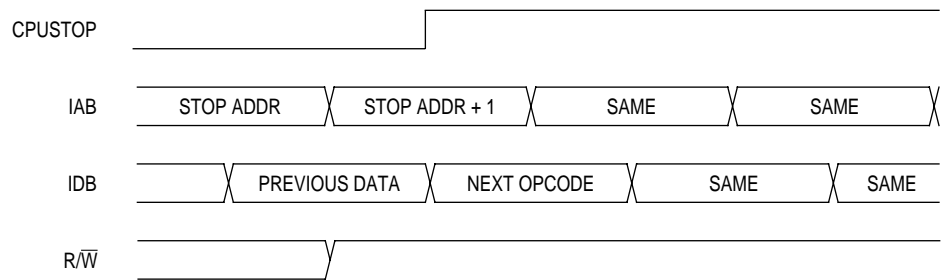 CPUSTOP
IAB STOP ADDR STOP ADDR + 1 SAME SAME
IDB PREVIOUS DATA NEXT OPCODE SAME SAME
R/W̅